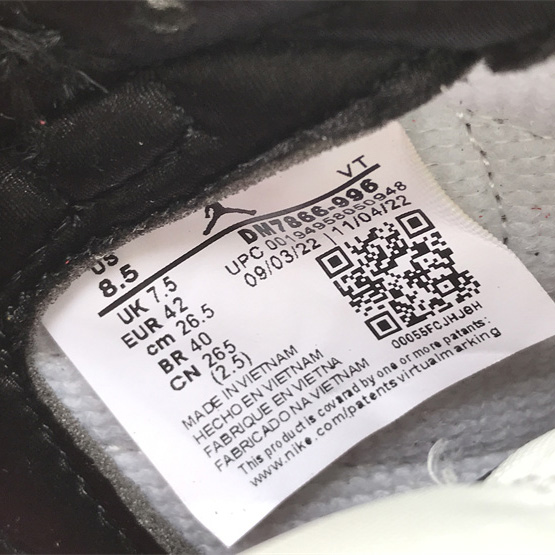 VT
US
8.5
DM7866-996
UPC 00194958050948
09/03/22 | 11/04/22
UK 7.5
EUR 42
cm 26.5
BR 40
CN 265
(2.5)
00055FCJHJ6H
MADE IN VIETNAM
HECHO EN VIETNAM
FABRIQUE EN VIETNA
FABRICADO NA VIETNAM
This product is covarad by one or more patents:
www.nike.com/patentsvirtualmarking